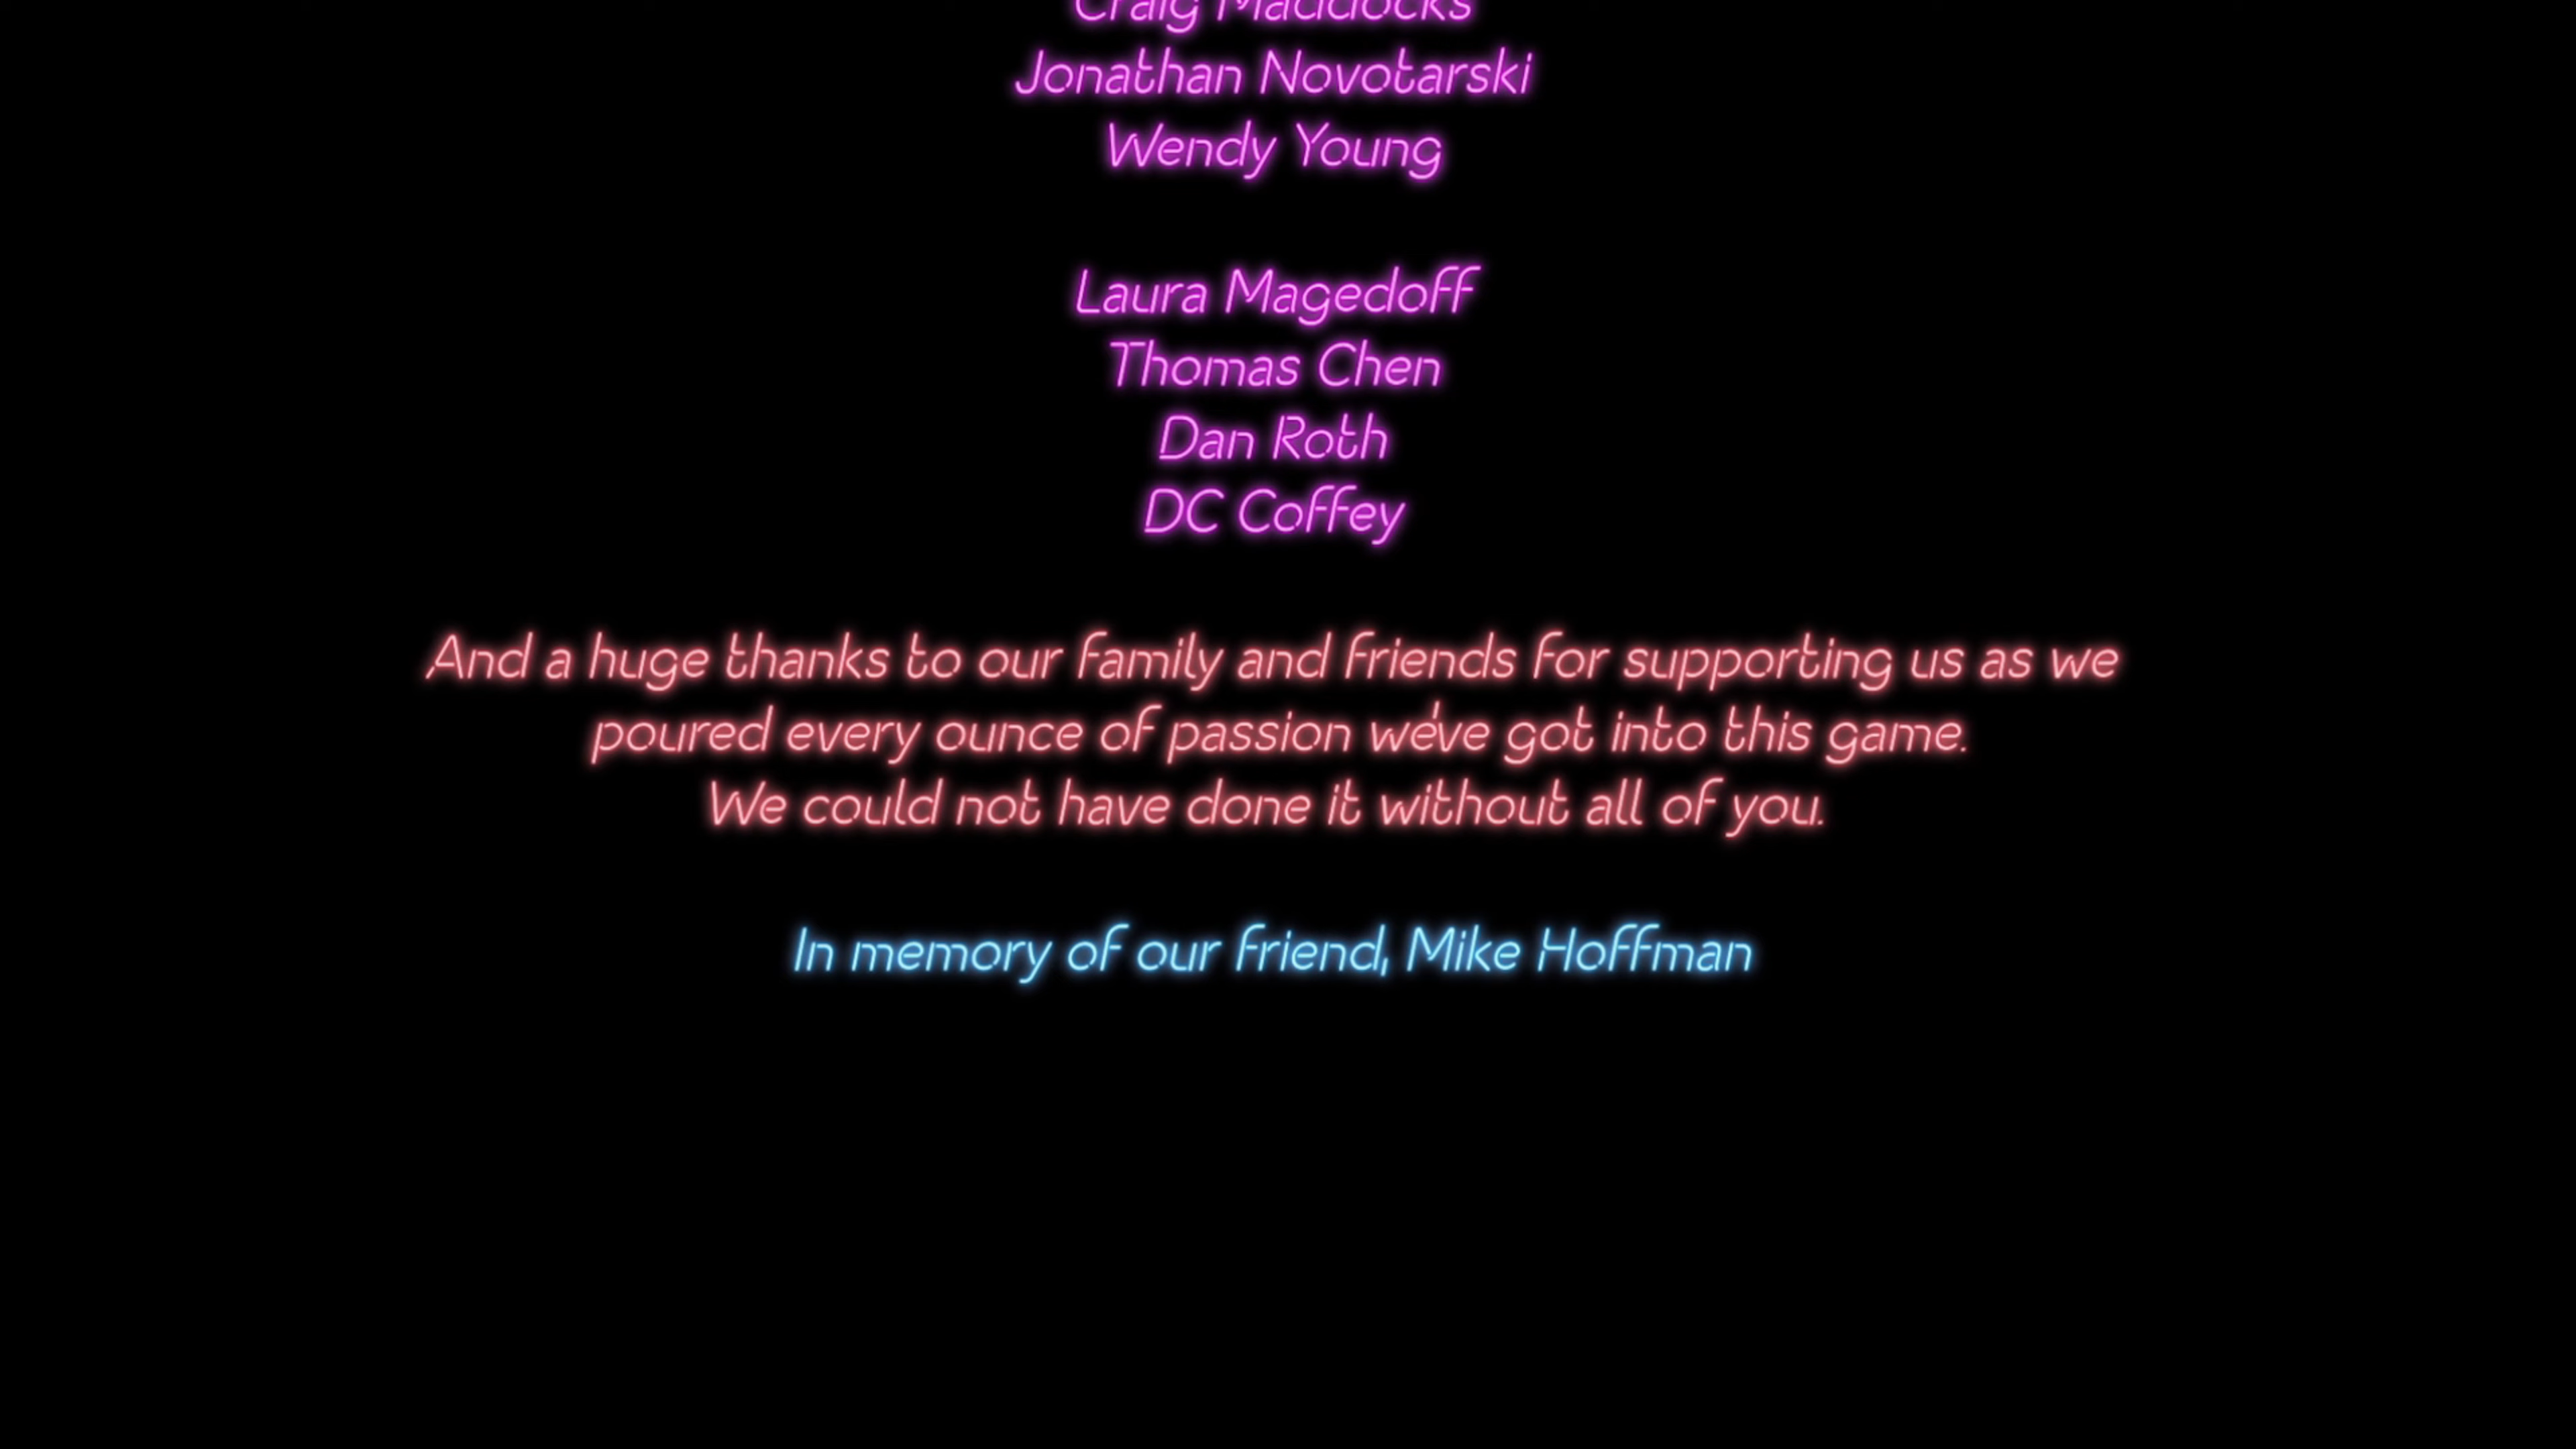 Craig Maddocks
Jonathan Novotarski
Wendy Young
Laura Magedoff
Thomas Chen
Dan Roth
DC Coffey
And a huge thanks to our family and friends for supporting us as we
poured every ounce of passion we've got into this game.
We could not have done it without all of you.
In memory of our friend, Mike Hoffman